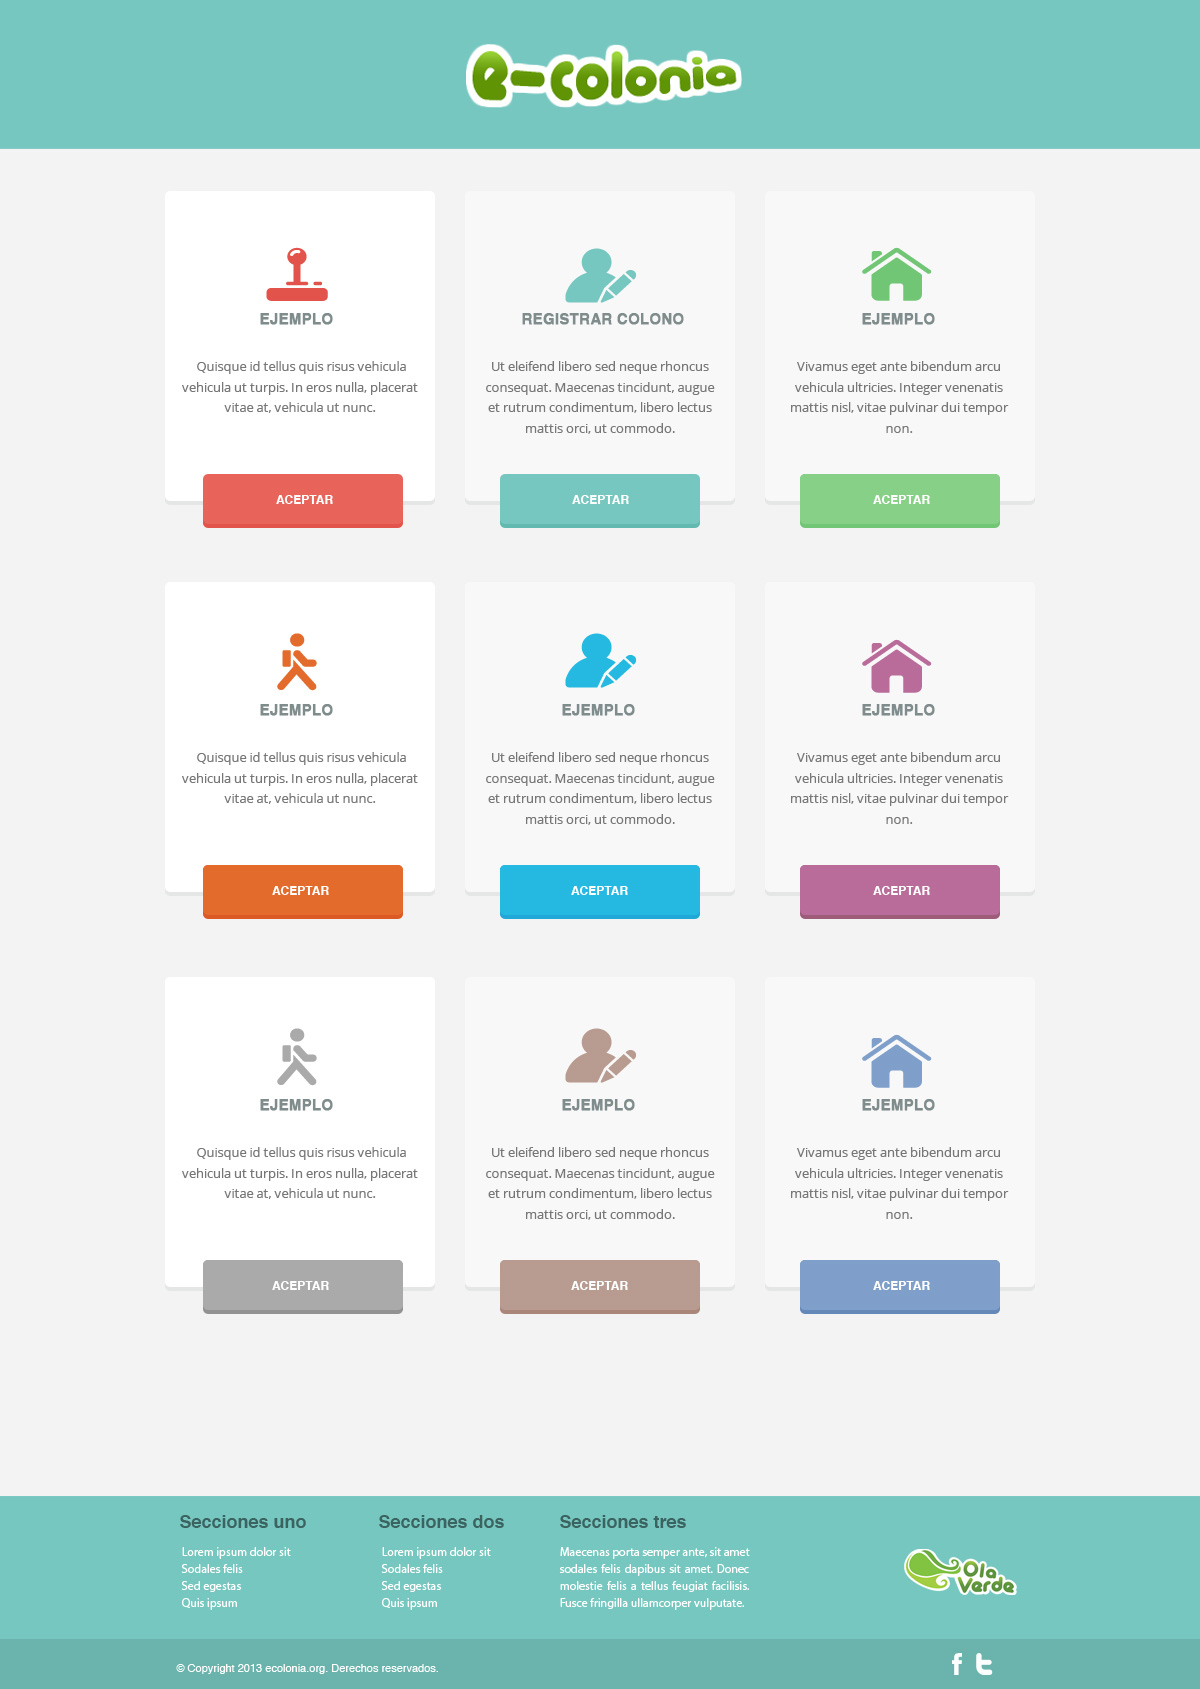 e-colonia
EJEMPLO
Quisque id tellus quis risus vehicula
vehicula ut turpis. In eros nulla, placerat
vitae at, vehicula ut nunc.
ACEPTAR
REGISTRAR COLONO
Ut eleifend libero sed neque rhoncus
consequat. Maecenas tincidunt, augue
et rutrum condimentum, libero lectus
mattis orci, ut commodo.
ACEPTAR
EJEMPLO
Vivamus eget ante bibendum arcu
vehicula ultricies. Integer venenatis
mattis nisl, vitae pulvinar dui tempor
non.
ACEPTAR
EJEMPLO
Quisque id tellus quis risus vehicula
vehicula ut turpis. In eros nulla, placerat
vitae at, vehicula ut nunc.
ACEPTAR
EJEMPLO
Ut eleifend libero sed neque rhoncus
consequat. Maecenas tincidunt, augue
et rutrum condimentum, libero lectus
mattis orci, ut commodo.
ACEPTAR
EJEMPLO
Vivamus eget ante bibendum arcu
vehicula ultricies. Integer venenatis
mattis nisl, vitae pulvinar dui tempor
non.
ACEPTAR
EJEMPLO
Quisque id tellus quis risus vehicula
vehicula ut turpis. In eros nulla, placerat
vitae at, vehicula ut nunc.
ACEPTAR
EJEMPLO
Ut eleifend libero sed neque rhoncus
consequat. Maecenas tincidunt, augue
et rutrum condimentum, libero lectus
mattis orci, ut commodo.
ACEPTAR
EJEMPLO
Vivamus eget ante bibendum arcu
vehicula ultricies. Integer venenatis
mattis nisl, vitae pulvinar dui tempor
non.
ACEPTAR
Secciones uno
Lorem ipsum dolor sit
Sodales felis
Sed egestas
Quis ipsum
Secciones dos
Lorem ipsum dolor sit
Sodales felis
Sed egestas
Quis ipsum
Secciones tres
Maecenas porta semper ante, sit amet
sodales felis dapibus sit amet. Donec
molestie felis a tellus feugiat facilisis.
Fusce fringilla ullamcorper vulputate.
Ola
Verde
© Copyright 2013 ecolonia.org. Derechos reservados.